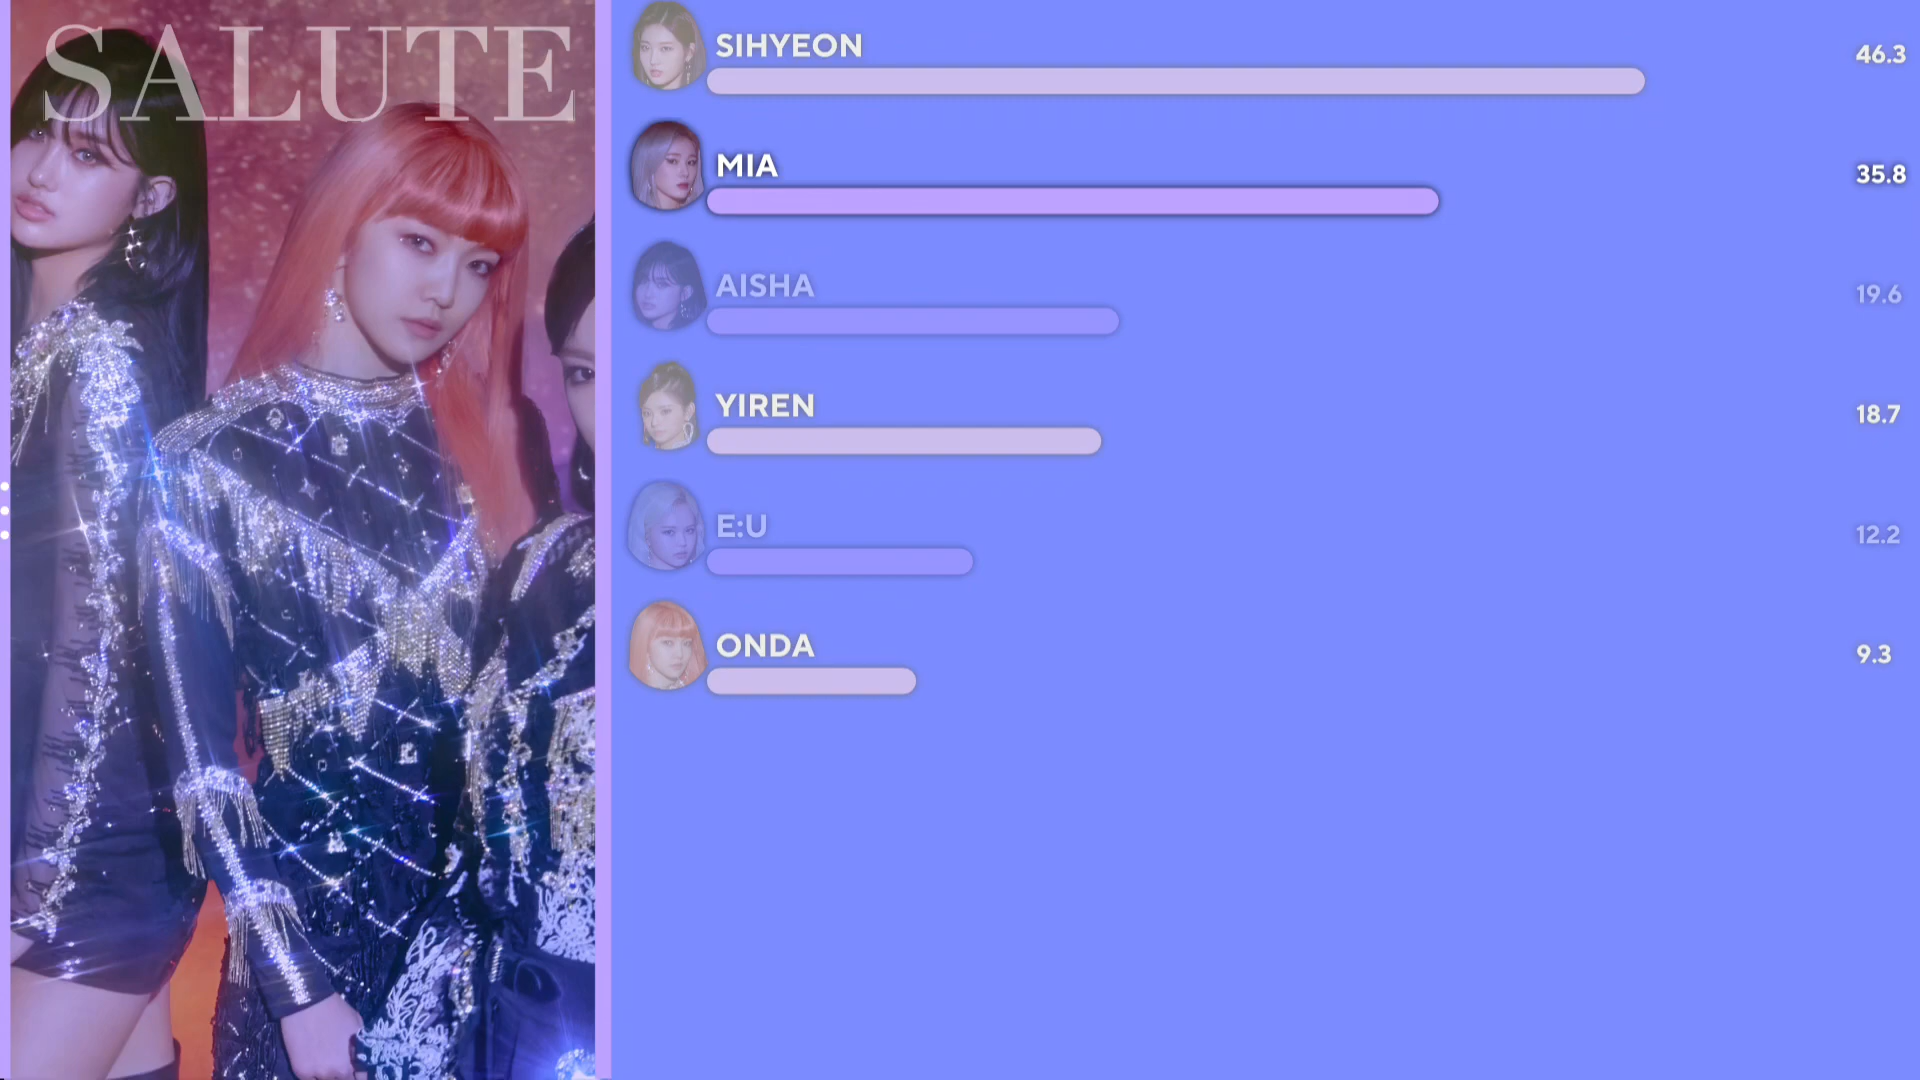 SALUTE
SIHYEON
46.3
MIA
35.8
AISHA
19.6
YIREN
18.7
E:U
12.2
ONDA
9.3